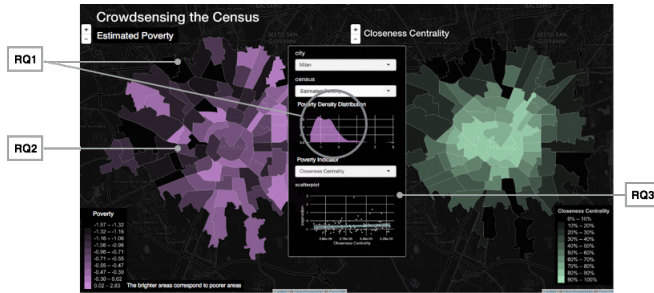 Crowdsensing the Census
Estimated Poverty
Closeness Centrality
RQ1
RQ2
RQ3
city
Milan
census
Estimated Poverty
Poverty Density Distribution
Poverty Indicator
Closeness Centrality
scatterplot
Closeness Centrality
Poverty
-1.57 – -1.32
-1.32 – -1.16
-1.16 – -1.06
-1.06 – -0.96
-0.96 – -0.71
-0.71 – -0.55
-0.55 – -0.47
-0.47 – -0.30
-0.30 – 0.02
0.02 – 2.83
The brighter areas correspond to poorer areas
Closeness Centrality
0% – 10%
10% – 20%
20% – 30%
30% – 40%
40% – 50%
50% – 60%
60% – 70%
70% – 80%
80% – 90%
90% – 100%
SESTO SAN
GIOVANNI